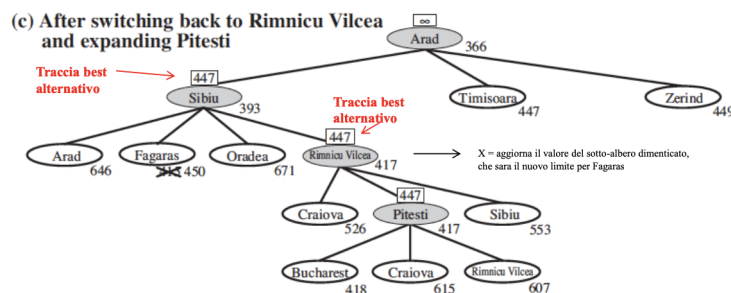 (c) After switching back to Rimnicu Vilcea
and expanding Pitesti
∞
Arad
366
Traccia best
alternativo
447
Sibiu
393
Timisoara
447
Zerind
449
Traccia best
alternativo
447
Rimnicu Vilcea
417
X = aggiorna il valore del sotto-albero dimenticato,
che sara il nuovo limite per Fagaras
Arad
646
Fagaras
413 450
Oradea
671
Craiova
526
447
Pitesti
417
Sibiu
553
Bucharest
418
Craiova
615
Rimnicu Vilcea
607